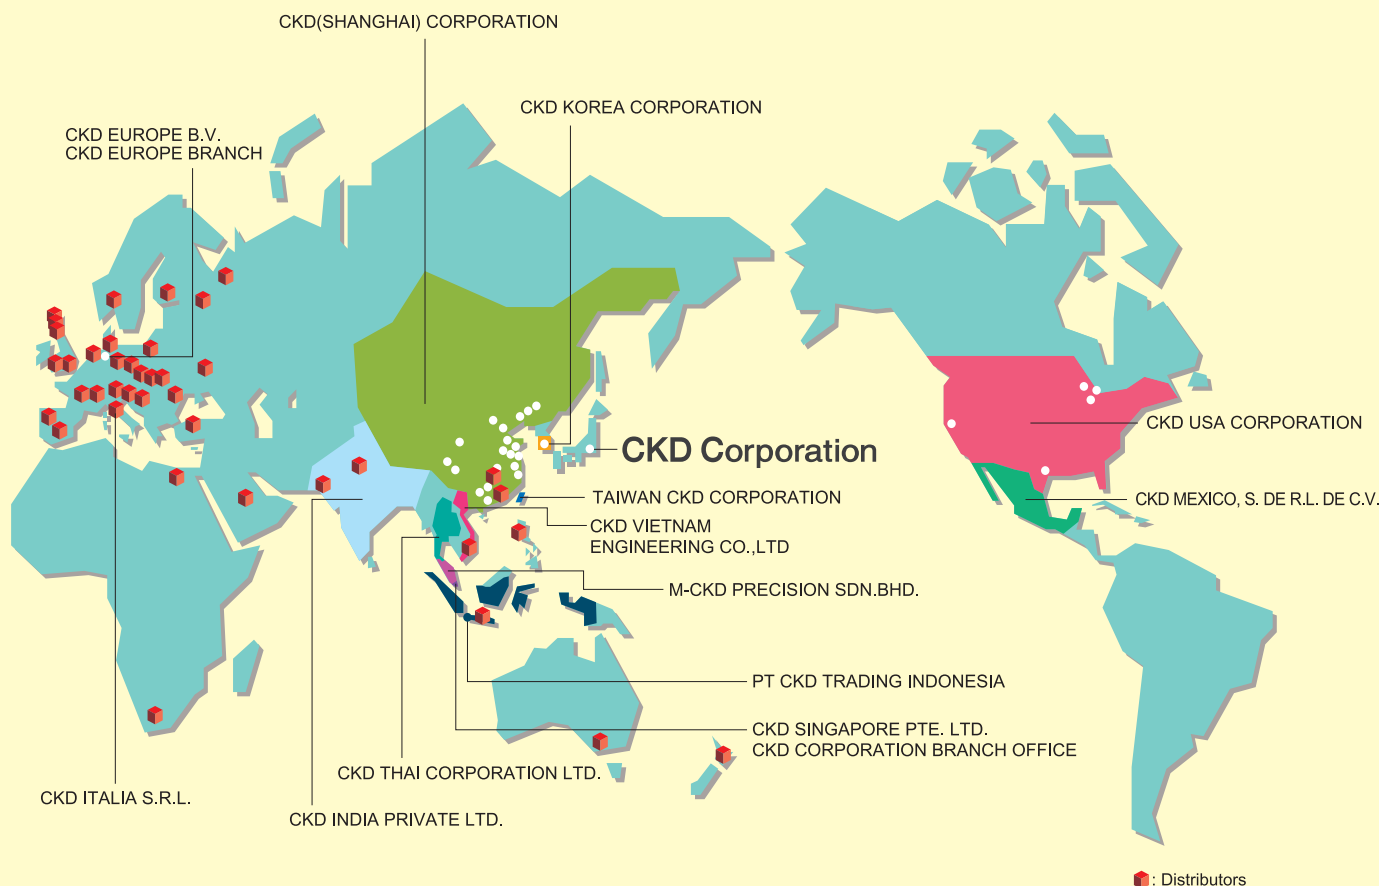 CKD(SHANGHAI) CORPORATION
CKD KOREA CORPORATION
CKD EUROPE B.V.
CKD EUROPE BRANCH
CKD USA CORPORATION
CKD Corporation
TAIWAN CKD CORPORATION
CKD MEXICO, S. DE R.L. DE C.V.
CKD VIETNAM
ENGINEERING CO.,LTD
M-CKD PRECISION SDN.BHD.
PT CKD TRADING INDONESIA
CKD SINGAPORE PTE. LTD.
CKD CORPORATION BRANCH OFFICE
CKD THAI CORPORATION LTD.
CKD ITALIA S.R.L.
CKD INDIA PRIVATE LTD.
: Distributors